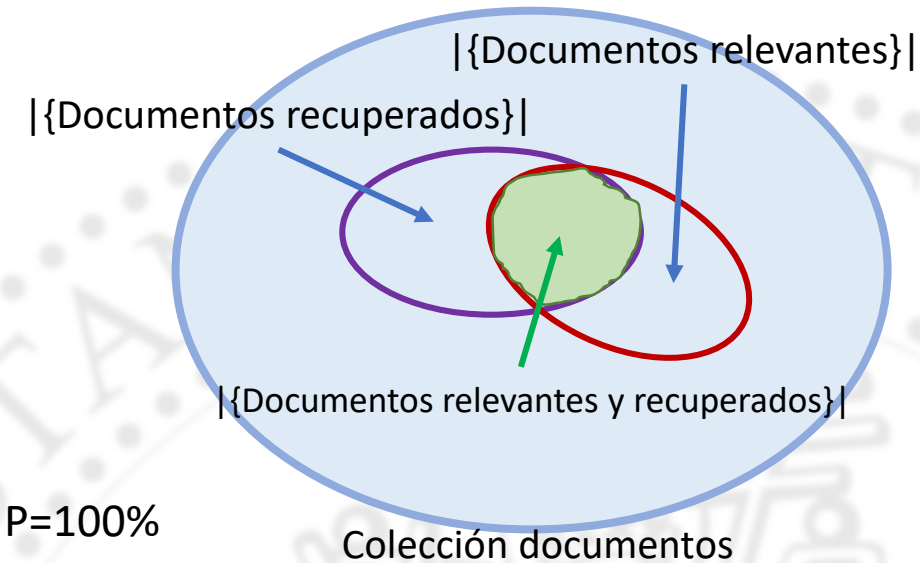 |{Documentos relevantes}|
|{Documentos recuperados}|
|{Documentos relevantes y recuperados}|
P=100%
Colección documentos